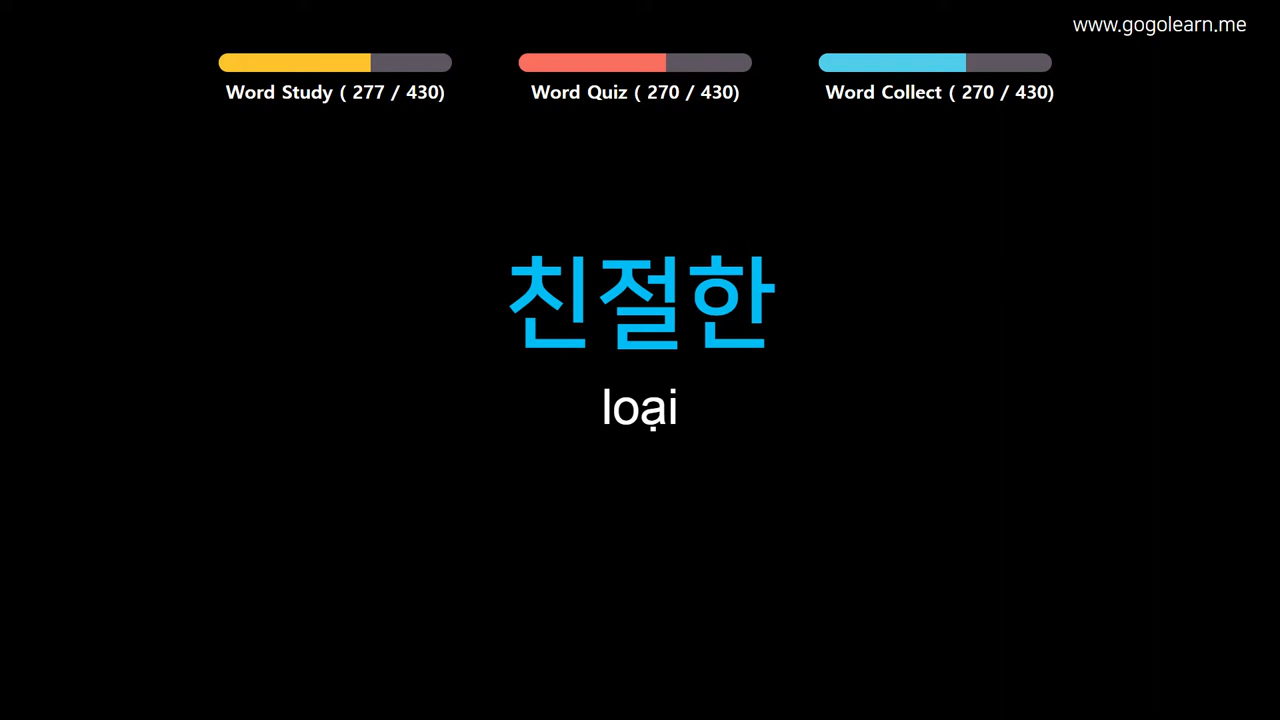 www.gogolearn.me
Word Study ( 277 / 430)
Word Quiz ( 270 / 430)
Word Collect ( 270 / 430)
친절한
loại